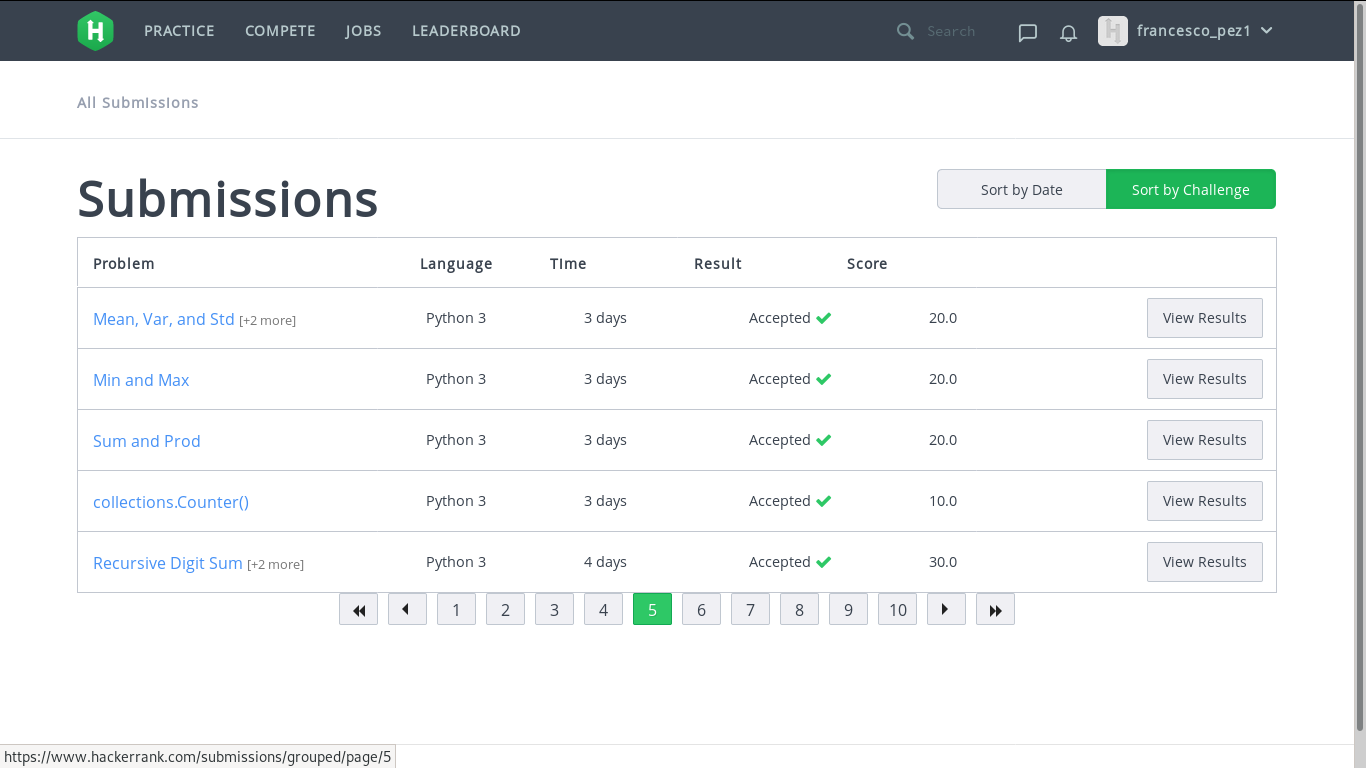 H PRACTICE COMPETE JOBS LEADERBOARD Search francesco_pez1
All Submissions
Submissions
Sort by Date Sort by Challenge
Problem Language Time Result Score
Mean, Var, and Std [+2 more] Python 3 3 days Accepted 20.0 View Results
Min and Max Python 3 3 days Accepted 20.0 View Results
Sum and Prod Python 3 3 days Accepted 20.0 View Results
collections.Counter() Python 3 3 days Accepted 10.0 View Results
Recursive Digit Sum [+2 more] Python 3 4 days Accepted 30.0 View Results
1 2 3 4 5 6 7 8 9 10
https://www.hackerrank.com/submissions/grouped/page/5